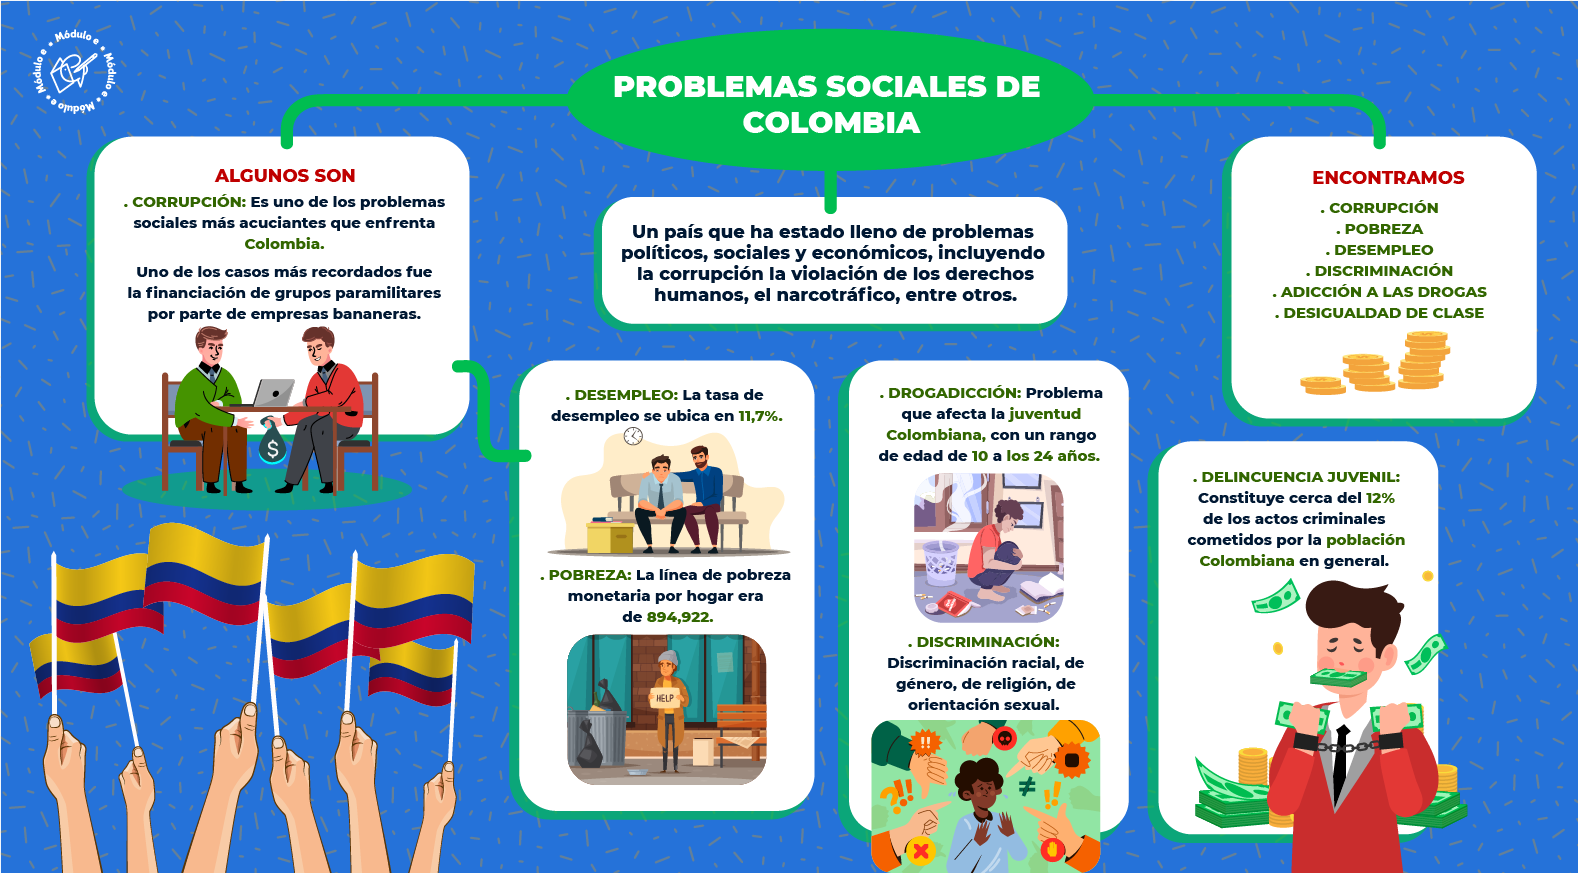 Módulo e • Módulo e • Módulo e • Módulo e •
PROBLEMAS SOCIALES DE
COLOMBIA
ALGUNOS SON
. CORRUPCIÓN: Es uno de los problemas
sociales más acuciantes que enfrenta
Colombia.
Uno de los casos más recordados fue
la financiación de grupos paramilitares
por parte de empresas bananeras.
$
Un país que ha estado lleno de problemas
políticos, sociales y económicos, incluyendo
la corrupción la violación de los derechos
humanos, el narcotráfico, entre otros.
ENCONTRAMOS
. CORRUPCIÓN
. POBREZA
. DESEMPLEO
. DISCRIMINACIÓN
. ADICCIÓN A LAS DROGAS
. DESIGUALDAD DE CLASE
. DESEMPLEO: La tasa de
desempleo se ubica en 11,7%.
. POBREZA: La línea de pobreza
monetaria por hogar era
de 894,922.
HELP
. DROGADICCIÓN: Problema
que afecta la juventud
Colombiana, con un rango
de edad de 10 a los 24 años.
. DISCRIMINACIÓN:
Discriminación racial, de
género, de religión, de
orientación sexual.
!!
≠
?!!
!!
. DELINCUENCIA JUVENIL:
Constituye cerca del 12%
de los actos criminales
cometidos por la población
Colombiana en general.